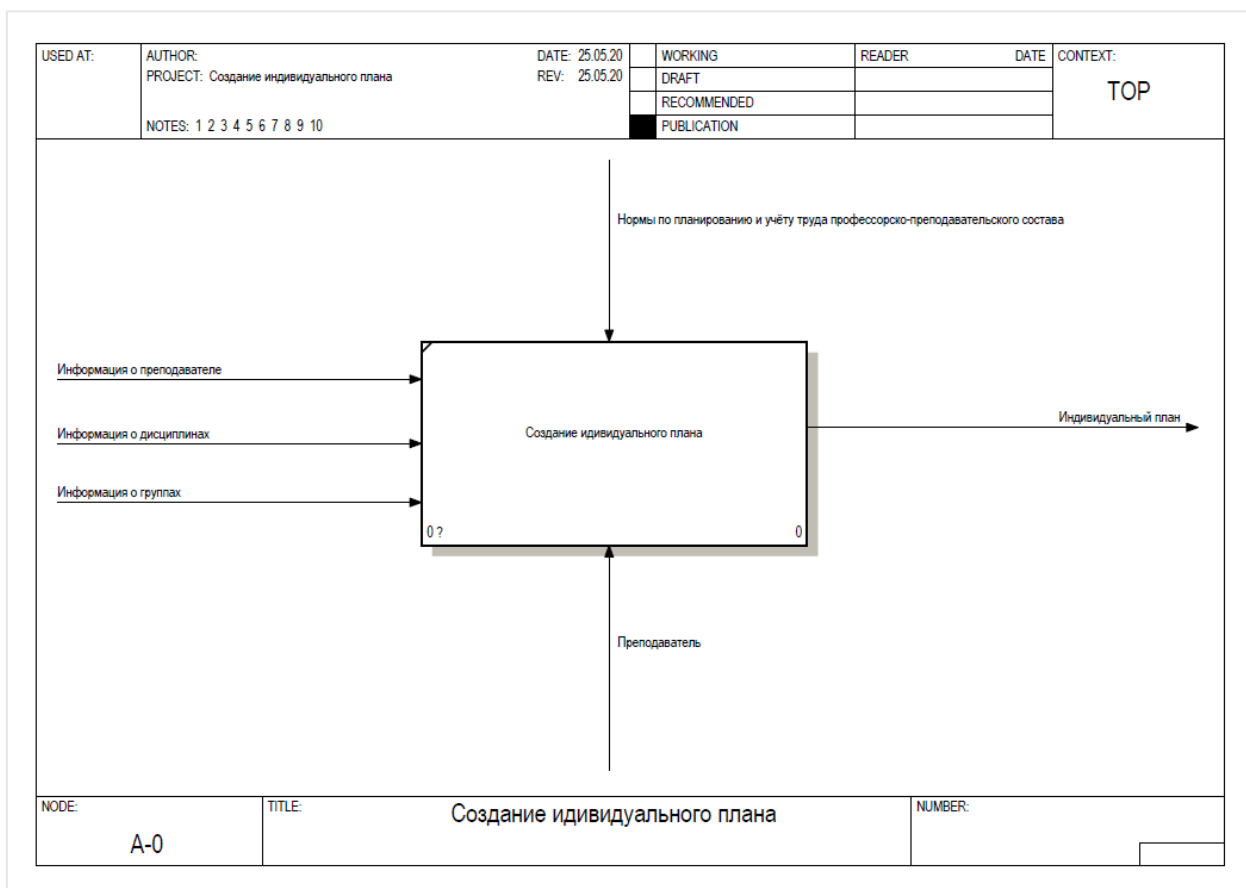 USED AT:
AUTHOR:
DATE: 25.05.20
PROJECT: Создание индивидуального плана
REV: 25.05.20
NOTES: 1 2 3 4 5 6 7 8 9 10
WORKING
DRAFT
RECOMMENDED
PUBLICATION
READER
DATE
CONTEXT:
TOP
Нормы по планированию и учёту труда профессорско-преподавательского состава
Информация о преподавателе
Информация о дисциплинах
Информация о группах
Создание идивидуального плана
0 ?
0
Индивидуальный план
Преподаватель
NODE:
A-0
TITLE:
Создание идивидуального плана
NUMBER: